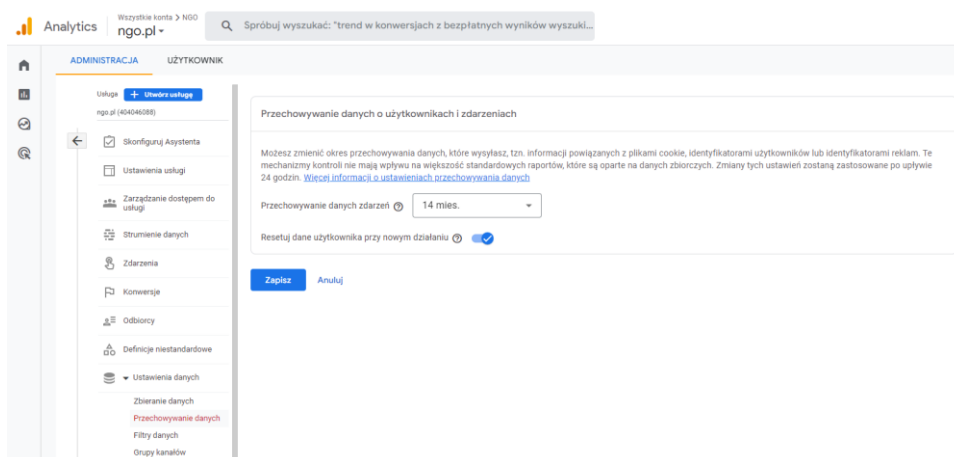 Analytics
Wszystkie konta > NGO
ngo.pl
Spróbuj wyszukać: "trend w konwersjach z bezpłatnych wyników wyszuki...
ADMINISTRACJA
UŻYTKOWNIK
Usługa
+ Utwórz usługę
ngo.pl (404046088)
Skonfiguruj Asystenta
Ustawienia usługi
Zarządzanie dostępem do
usługi
Strumienie danych
Zdarzenia
Konwersje
Odbiorcy
Definicje niestandardowe
Ustawienia danych
Zbieranie danych
Przechowywanie danych
Filtry danych
Grupy kanałów
Przechowywanie danych o użytkownikach i zdarzeniach
Możesz zmienić okres przechowywania danych, które wysyłasz, tzn. informacji powiązanych z plikami cookie, identyfikatorami użytkowników lub identyfikatorami reklam. Te
mechanizmy kontroli nie mają wpływu na większość standardowych raportów, które są oparte na danych zbiorczych. Zmiany tych ustawień zostaną zastosowane po upływie
24 godzin. Więcej informacji o ustawieniach przechowywania danych
Przechowywanie danych zdarzeń
14 mies.
Resetuj dane użytkownika przy nowym działaniu
Zapisz
Anuluj